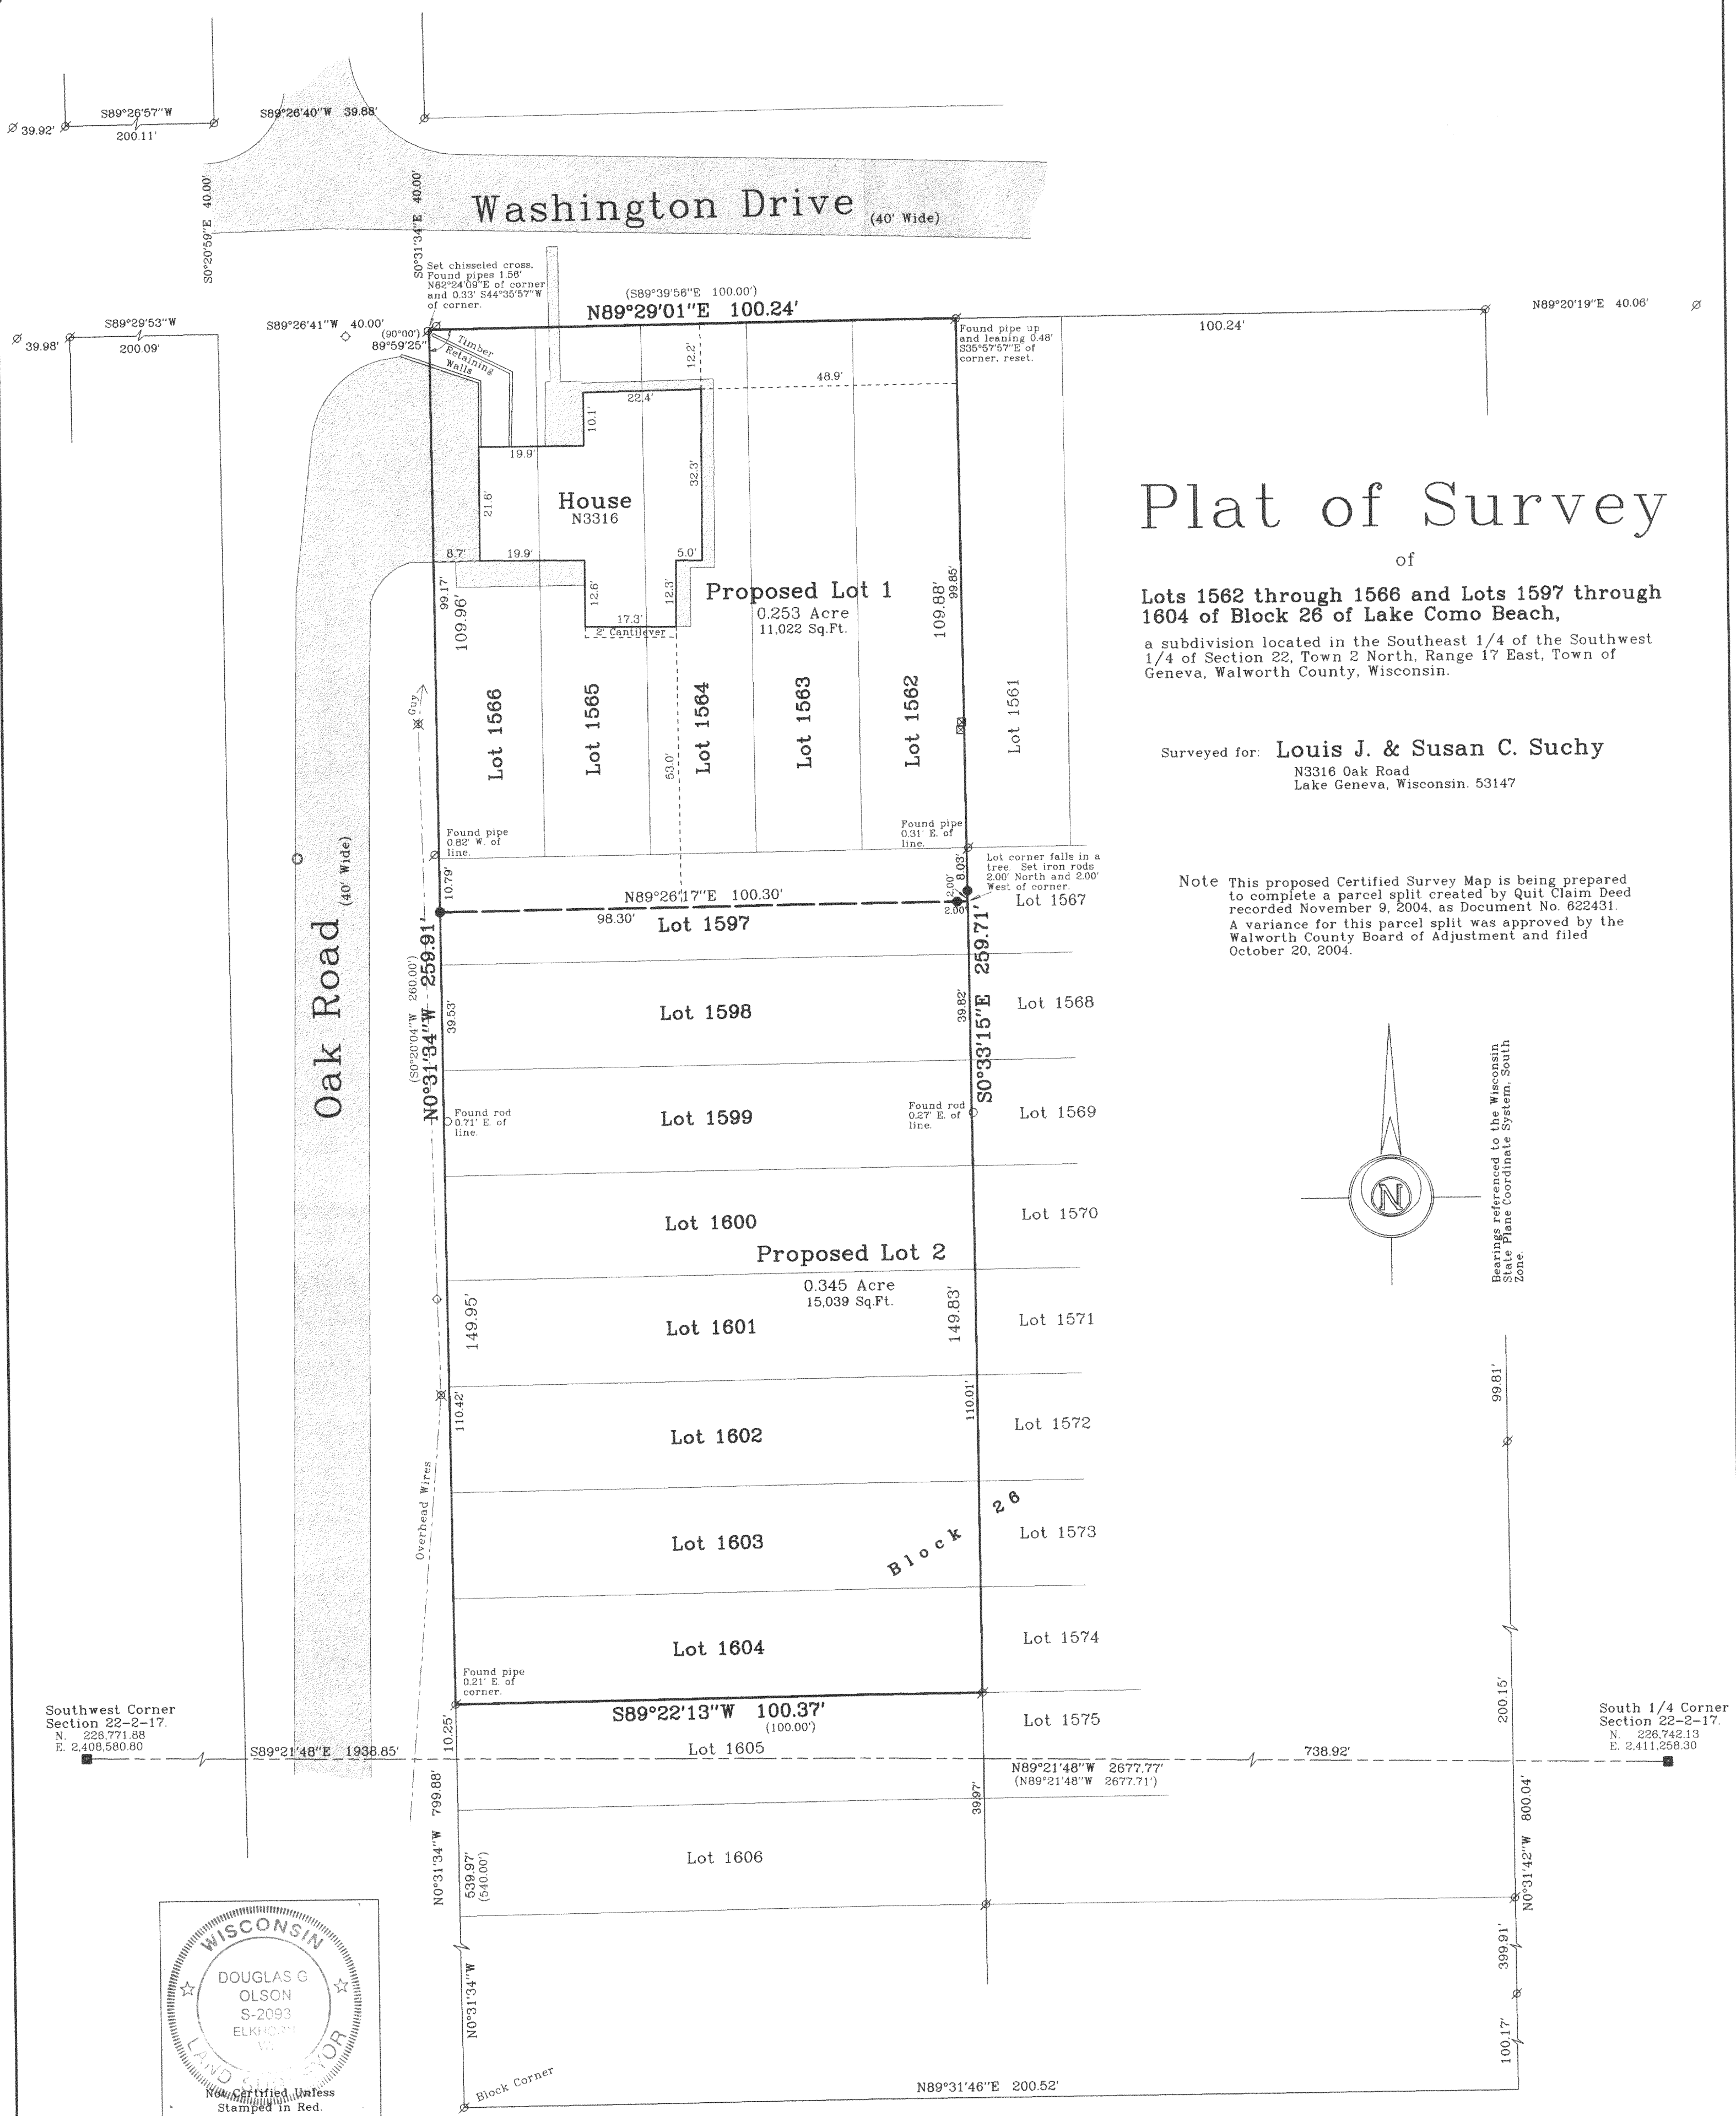 S89°26'57"W
39.92'
200.11'
S89°26'40"W 39.88'
S0°20'59"E 40.00'
S0°31'34"E 40.00'
Washington Drive (40' Wide)
Set chisseled cross.
Found pipes 1.56'
N62°24'09"E of corner
and 0.33' S44°35'57"W
of corner.
(S89°39'56"E 100.00')
N89°29'01"E 100.24'
N89°20'19"E 40.06'
S89°29'53"W
39.98'
200.09'
S89°26'41"W 40.00'
(90°00')
89°59'25"
Timber
Retaining
Walls
Found pipe up
and leaning 0.48'
S35°57'57"E of
corner, reset.
100.24'
12.2'
48.9'
22.4'
10.1'
19.9'
32.3'
21.6'
House
N3316
8.7'
19.9'
5.0'
12.6'
12.3'
17.3'
2' Cantilever
99.17'
109.96'
Proposed Lot 1
0.253 Acre
11,022 Sq.Ft.
109.88'
99.85'
Plat of Survey
of
Lots 1562 through 1566 and Lots 1597 through
1604 of Block 26 of Lake Como Beach,
a subdivision located in the Southeast 1/4 of the Southwest
1/4 of Section 22, Town 2 North, Range 17 East, Town of
Geneva, Walworth County, Wisconsin.
Surveyed for: Louis J. & Susan C. Suchy
N3316 Oak Road
Lake Geneva, Wisconsin. 53147
Guy
Lot 1566
Lot 1565
Lot 1564
Lot 1563
Lot 1562
Lot 1561
53.0'
Found pipe
0.82' W. of
line.
Found pipe
0.31' E. of
line.
Lot corner falls in a
tree. Set iron rods
2.00' North and 2.00'
West of corner.
10.79'
8.03'
2.00'
2.00'
N89°26'17"E 100.30'
98.30'
Lot 1597
Lot 1567
Note This proposed Certified Survey Map is being prepared
to complete a parcel split created by Quit Claim Deed
recorded November 9, 2004, as Document No. 622431.
A variance for this parcel split was approved by the
Walworth County Board of Adjustment and filed
October 20, 2004.
Oak Road (40' Wide)
(S0°20'04"W 260.00')
N0°31'34"W 259.91'
S0°33'15"E 259.71'
39.53'
39.82'
Lot 1598
Lot 1568
Found rod
0.71' E. of
line.
Lot 1599
Found rod
0.27' E. of
line.
Lot 1569
Lot 1600
Lot 1570
Proposed Lot 2
0.345 Acre
15,039 Sq.Ft.
149.95'
149.83'
Lot 1601
Lot 1571
N
Bearings referenced to the Wisconsin
State Plane Coordinate System, South
Zone.
110.42'
110.01'
99.81'
Lot 1602
Lot 1572
Overhead Wires
Block 26
Lot 1603
Lot 1573
Lot 1604
Lot 1574
Found pipe
0.21' E. of
corner.
S89°22'13"W 100.37'
(100.00')
Lot 1575
200.15'
Southwest Corner
Section 22-2-17.
N. 226,771.88
E. 2,408,580.80
South 1/4 Corner
Section 22-2-17.
N. 226,742.13
E. 2,411,258.30
10.25'
S89°21'48"E 1938.85'
Lot 1605
738.92'
N89°21'48"W 2677.77'
(N89°21'48"W 2677.71')
39.97'
N0°31'34"W 799.88'
539.97'
(540.00')
Lot 1606
N0°31'42"W 800.04'
399.91'
100.17'
N0°31'34"W
Block Corner
N89°31'46"E 200.52'
WISCONSIN
DOUGLAS G
OLSON
S-2093
ELKHORN
LAND SURVEYOR
Not Certified Unless
Stamped in Red.